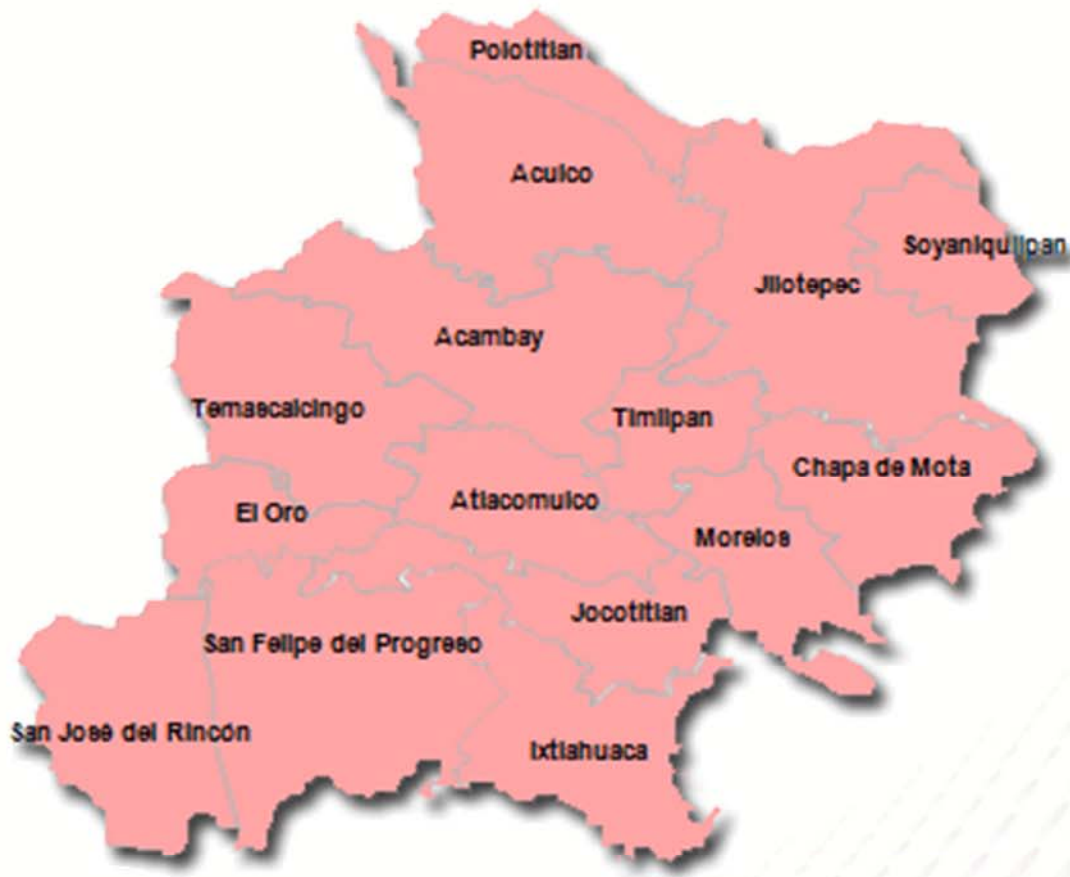 Polotitlan
Aculco
Soyaniquilpan
Jilotepec
Acambay
Temascalcingo
Timilpan
Chapa de Mota
Atlacomulco
El Oro
Morelos
Jocotitlan
San Felipe del Progreso
San José del Rincón
Ixtlahuaca